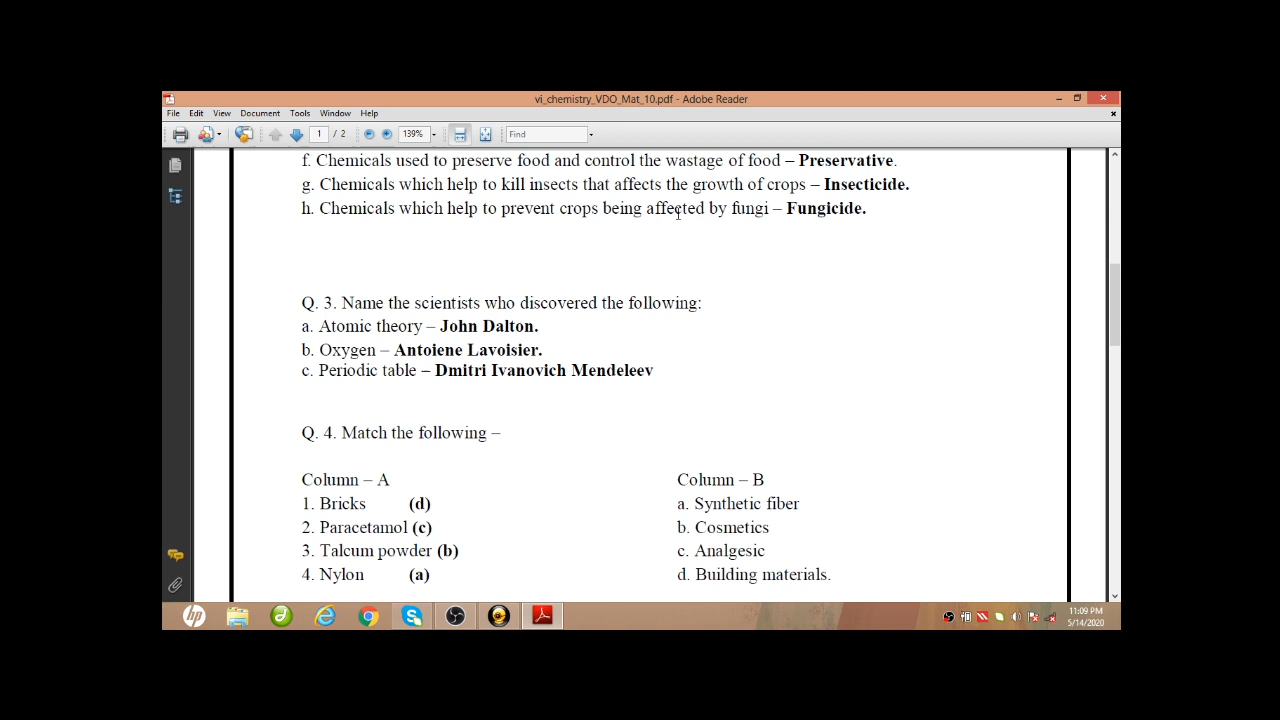 vi_chemistry_VDO_Mat_10.pdf - Adobe Reader
File Edit View Document Tools Window Help
1 / 2 139% Find
f. Chemicals used to preserve food and control the wastage of food – Preservative.
g. Chemicals which help to kill insects that affects the growth of crops – Insecticide.
h. Chemicals which help to prevent crops being affected by fungi – Fungicide.
Q. 3. Name the scientists who discovered the following:
a. Atomic theory – John Dalton.
b. Oxygen – Antoiene Lavoisier.
c. Periodic table – Dmitri Ivanovich Mendeleev
Q. 4. Match the following –
Column – A Column – B
1. Bricks (d) a. Synthetic fiber
2. Paracetamol (c) b. Cosmetics
3. Talcum powder (b) c. Analgesic
4. Nylon (a) d. Building materials.
hp
11:09 PM
5/14/2020